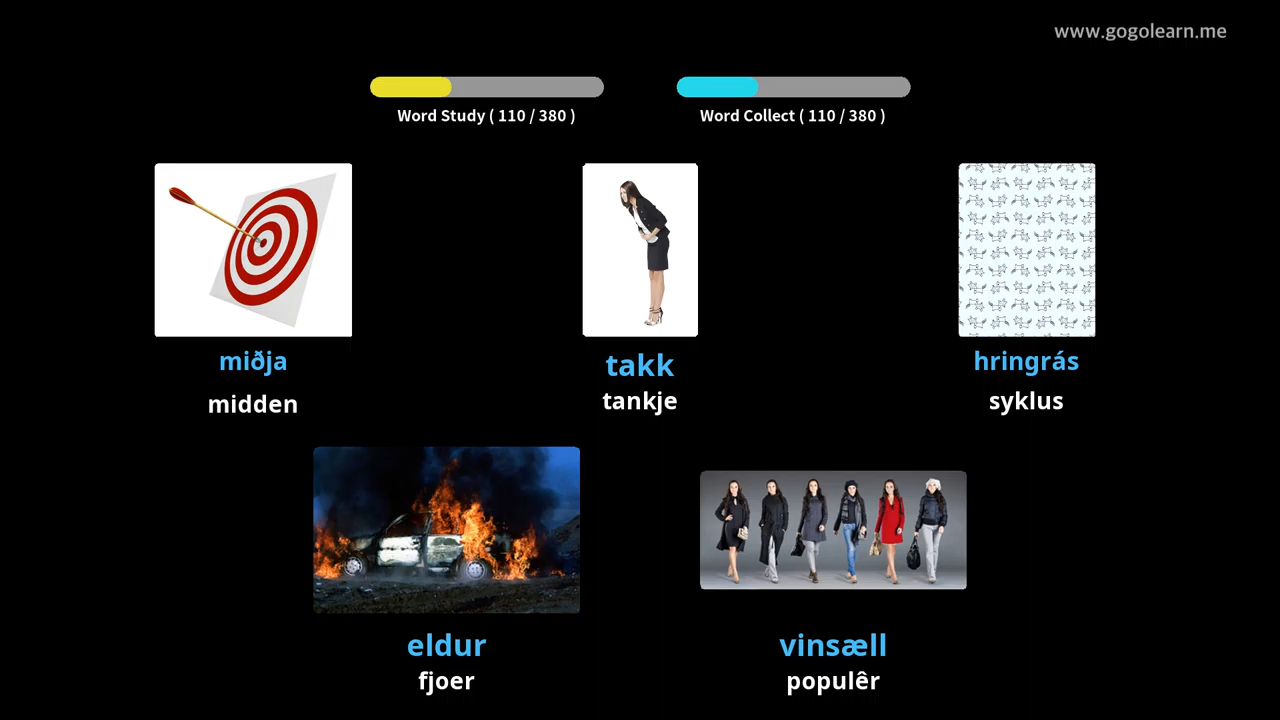 www.gogolearn.me
Word Study ( 110 / 380 )
Word Collect ( 110 / 380 )
miðja
midden
takk
tankje
hringrás
syklus
eldur
fjoer
vinsæll
populêr